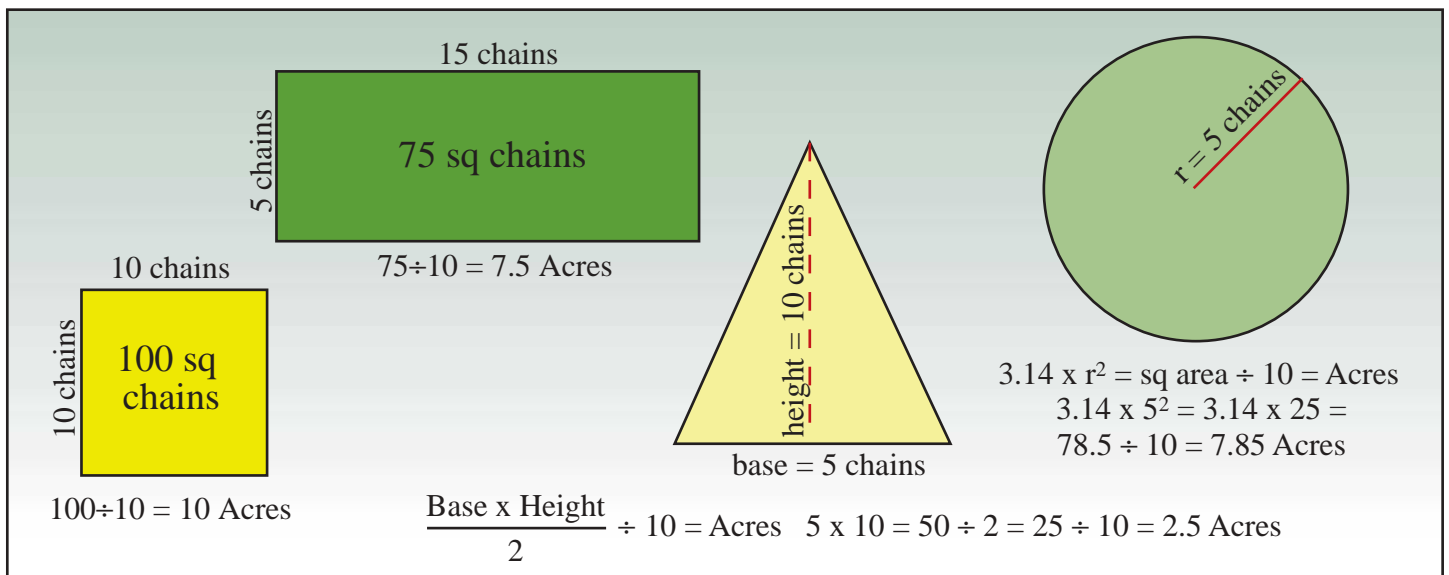 15 chains
5 chains
75 sq chains
75÷10 = 7.5 Acres
10 chains
10 chains
100 sq
chains
100÷10 = 10 Acres
height = 10 chains
base = 5 chains
Base x Height
2
÷ 10 = Acres 5 x 10 = 50 ÷ 2 = 25 ÷ 10 = 2.5 Acres
r = 5 chains
3.14 x r² = sq area ÷ 10 = Acres
3.14 x 5² = 3.14 x 25 =
78.5 ÷ 10 = 7.85 Acres